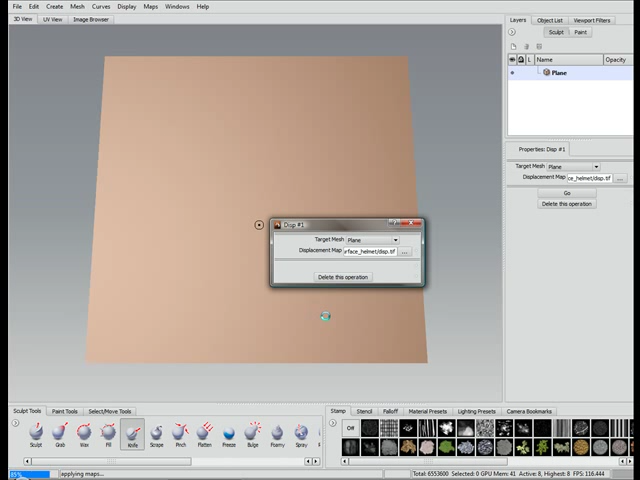 File Edit Create Mesh Curves Display Maps Windows Help
3D View UV View Image Browser
Layers Object List Viewport Filters
Sculpt Paint
L Name Opacity
Plane
Properties: Disp #1
Target Mesh Plane
Displacement Map ce_helmet/disp.tif ...
Go
Delete this operation
Disp #1
Target Mesh Plane
Displacement Map urface_helmet/disp.tif ...
Delete this operation
Sculpt Tools Paint Tools Select/Move Tools
Sculpt Grab Wax Fill Knife Scrape Pinch Flatten Freeze Bulge Foamy Spray
Stamp Stencil Falloff Material Presets Lighting Presets Camera Bookmarks
Off
85% applying maps...
Total: 6553600 Selected: 0 GPU Mem: 41 Active: 8, Highest: 8 FPS: 116.444